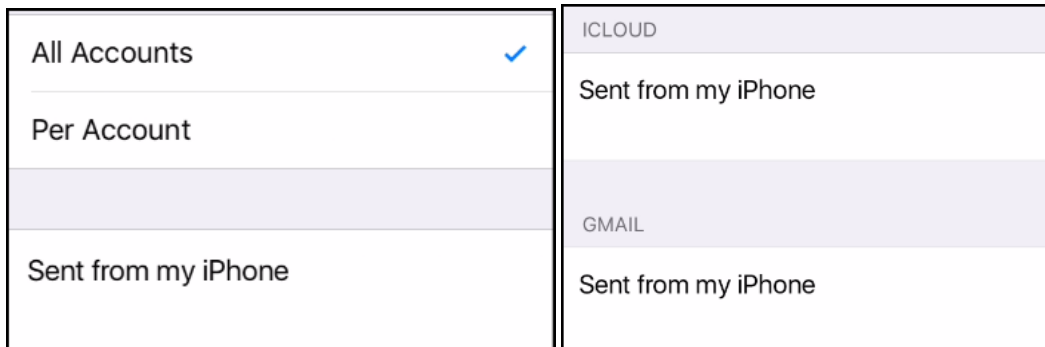 All Accounts
Per Account
Sent from my iPhone
ICLOUD
Sent from my iPhone
GMAIL
Sent from my iPhone